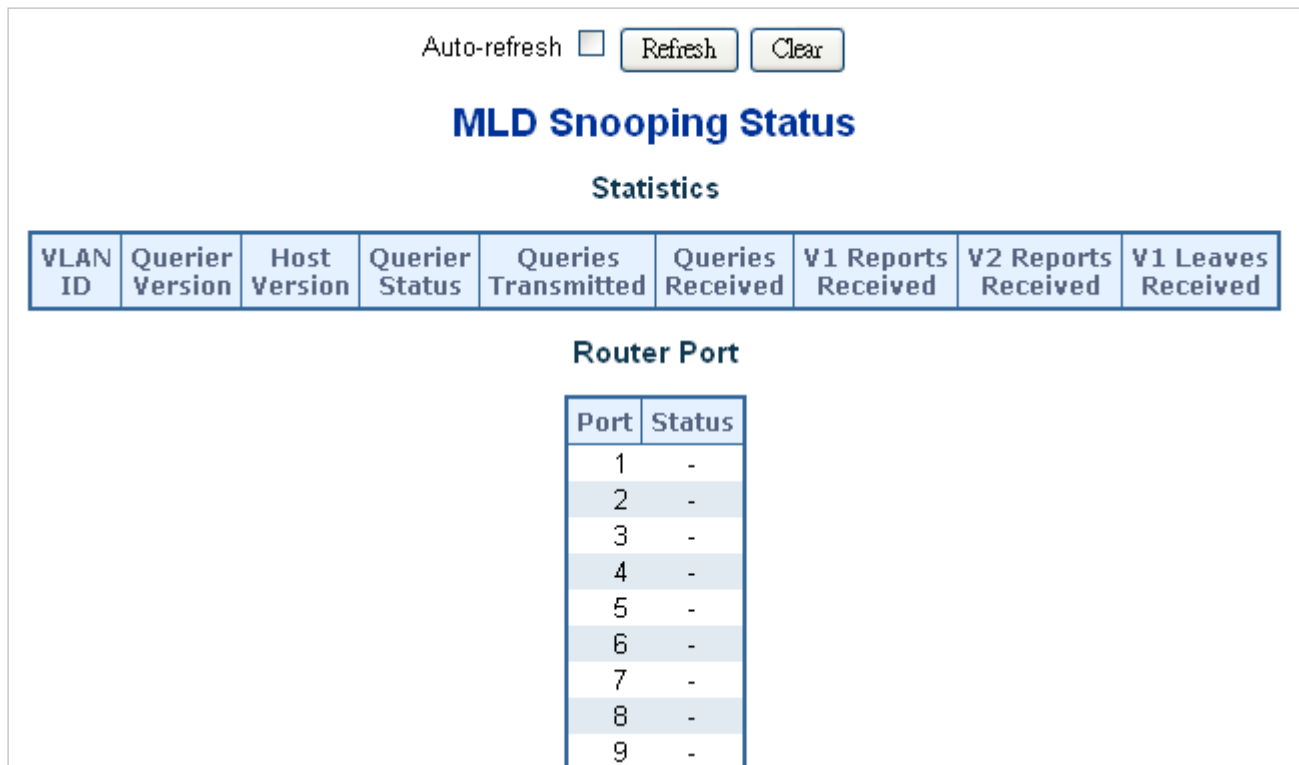 Auto-refresh Refresh Clear
MLD Snooping Status
Statistics
VLAN ID Querier Version Host Version Querier Status Queries Transmitted Queries Received V1 Reports Received V2 Reports Received V1 Leaves Received
Router Port
Port Status
1 -
2 -
3 -
4 -
5 -
6 -
7 -
8 -
9 -